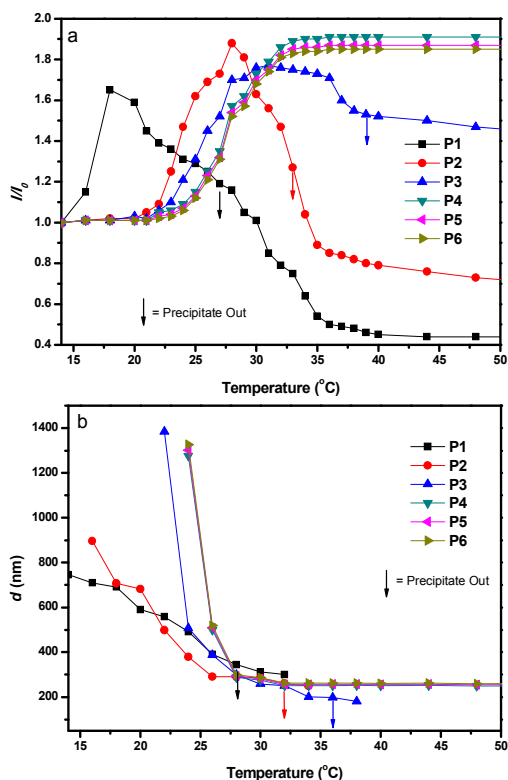 a
2.0
1.8
1.6
1.4
1.2
1.0
0.8
0.6
0.4
I/I0
P1
P2
P3
P4
P5
P6
= Precipitate Out
15 20 25 30 35 40 45 50
Temperature (oC)
b
1400
1200
1000
800
600
400
200
d (nm)
P1
P2
P3
P4
P5
P6
= Precipitate Out
15 20 25 30 35 40 45 50
Temperature (oC)